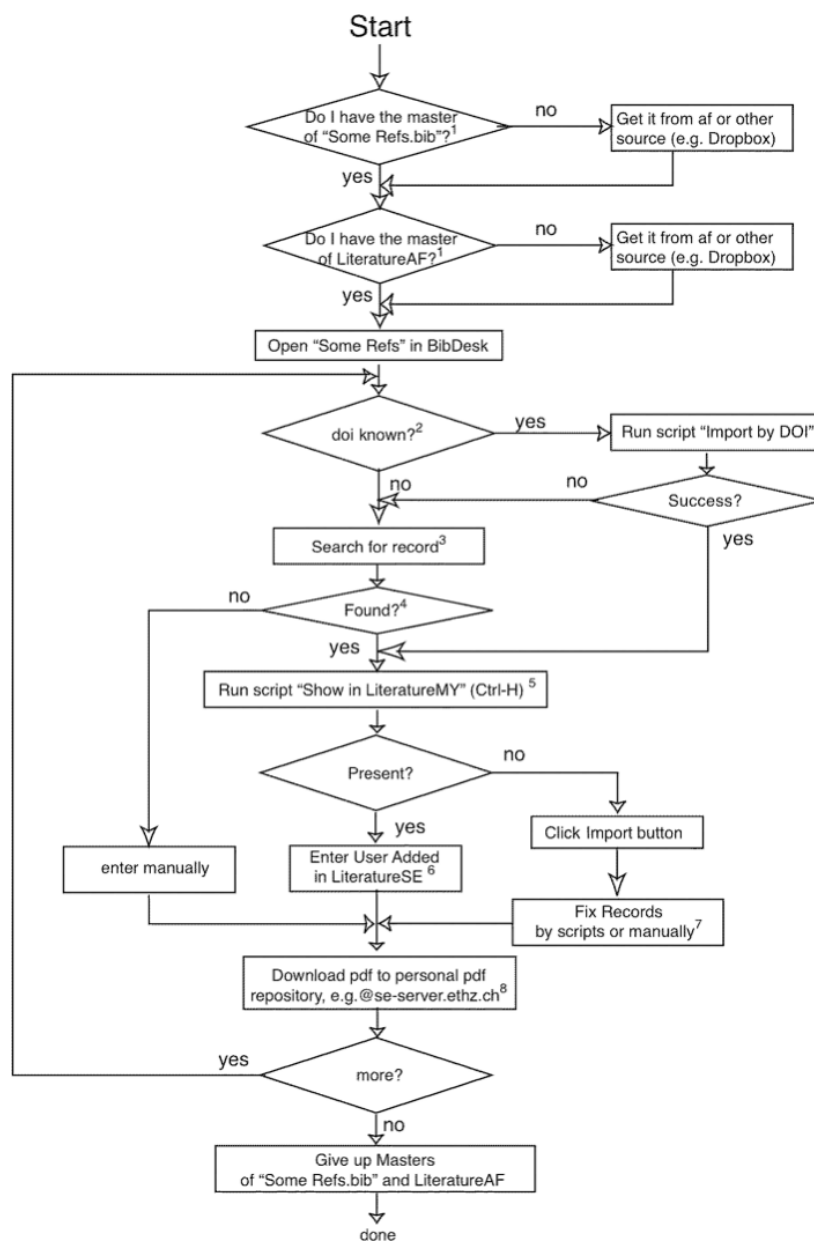 Start
Do I have the master
of “Some Refs.bib”?1
no
Get it from af or other
source (e.g. Dropbox)
yes
Do I have the master
of LiteratureAF?1
no
Get it from af or other
source (e.g. Dropbox)
yes
Open “Some Refs” in BibDesk
doi known?2
yes
Run script “Import by DOI”
no
no
Success?
yes
Search for record3
no
Found?4
yes
Run script “Show in LiteratureMY” (Ctrl-H) 5
Present?
no
yes
Click Import button
enter manually
Enter User Added
in LiteratureSE 6
Fix Records
by scripts or manually7
Download pdf to personal pdf
repository, e.g.@se-server.ethz.ch8
yes
more?
no
Give up Masters
of “Some Refs.bib” and LiteratureAF
done